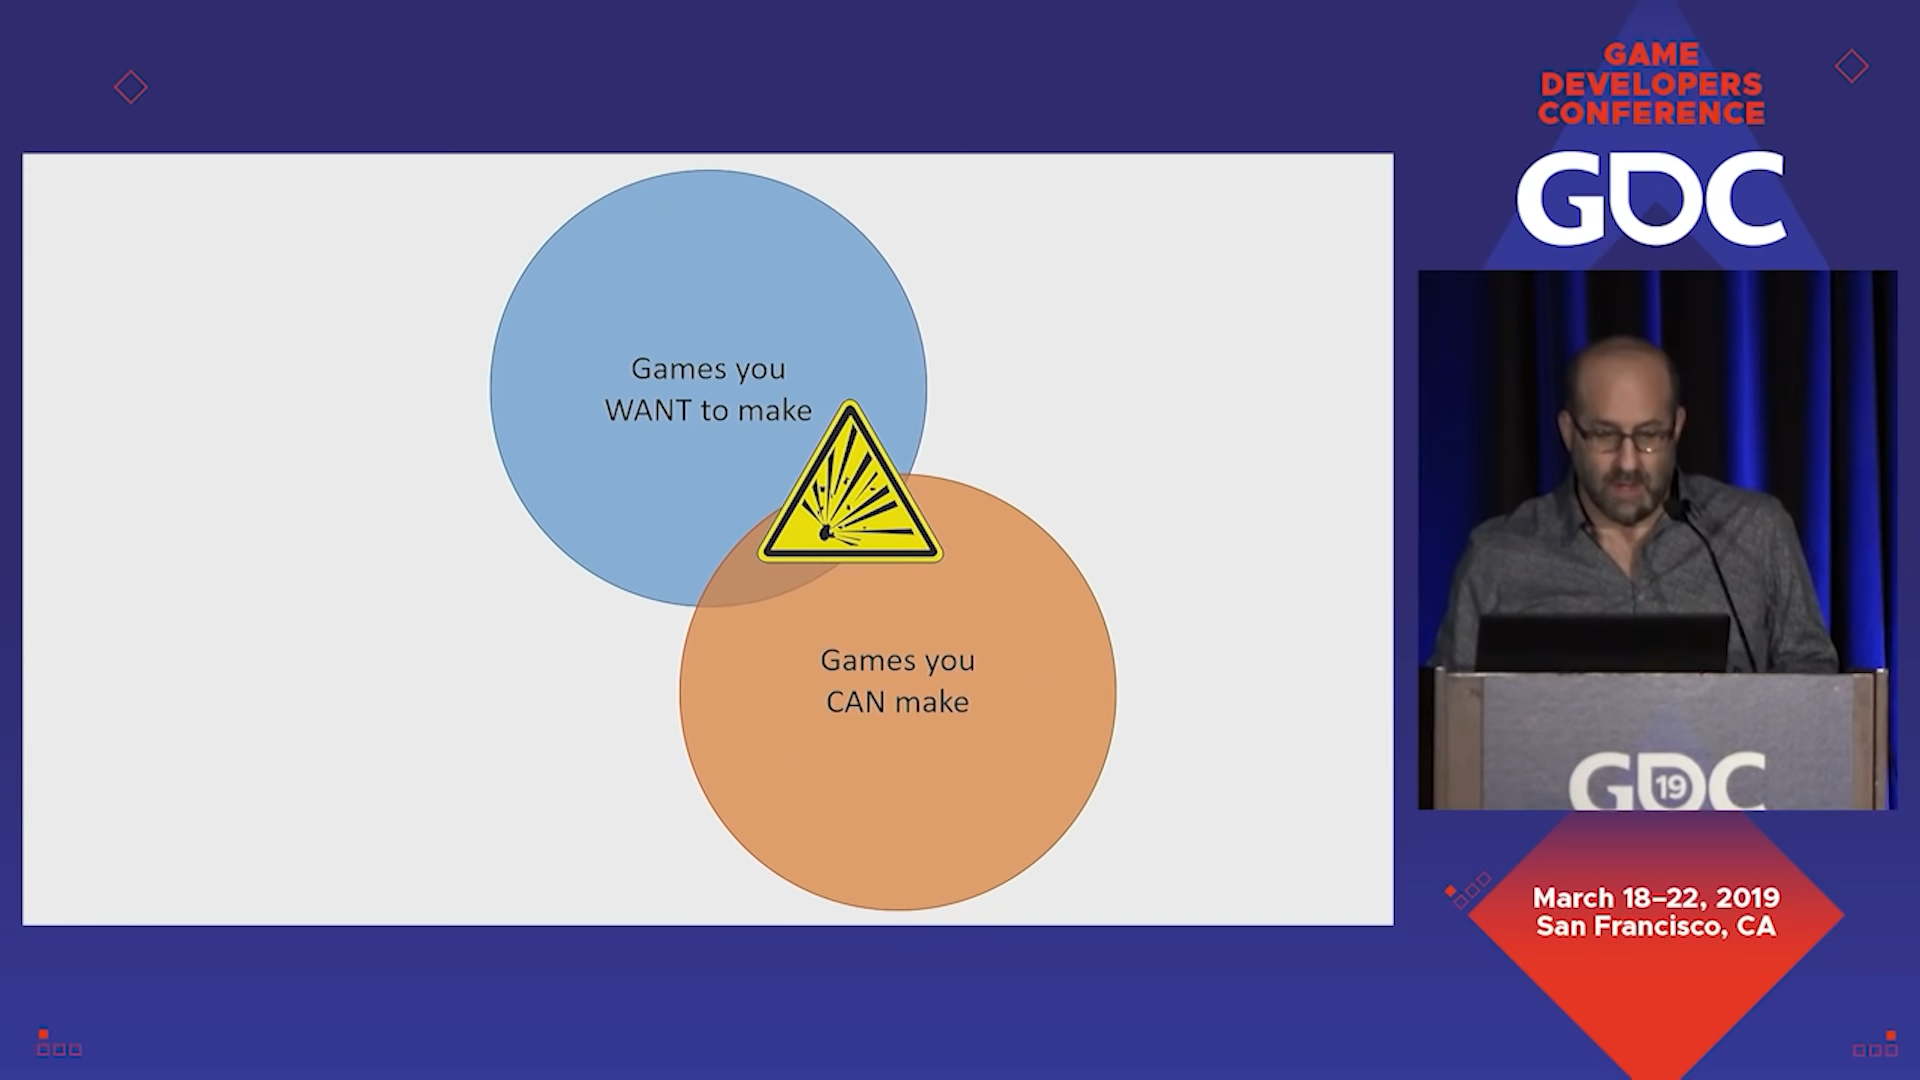 GAME
DEVELOPERS
CONFERENCE
GDC
Games you
WANT to make
Games you
CAN make
GDC
19
March 18–22, 2019
San Francisco, CA